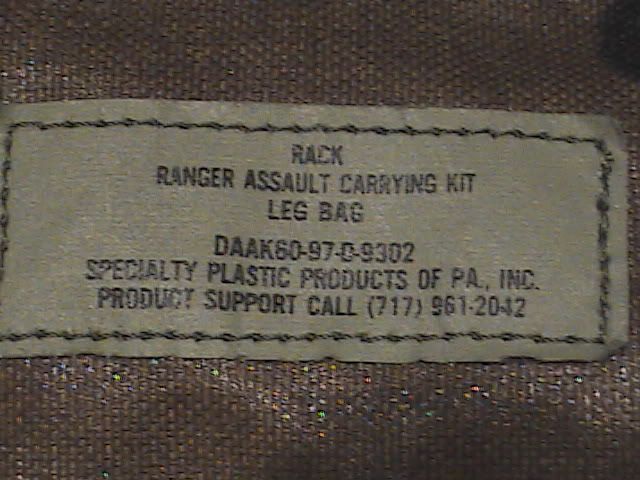 RACK
RANGER ASSAULT CARRYING KIT
LEG BAG
DAAK60-97-D-9302
SPECIALTY PLASTIC PRODUCTS OF PA., INC.
PRODUCT SUPPORT CALL (717) 961-2042